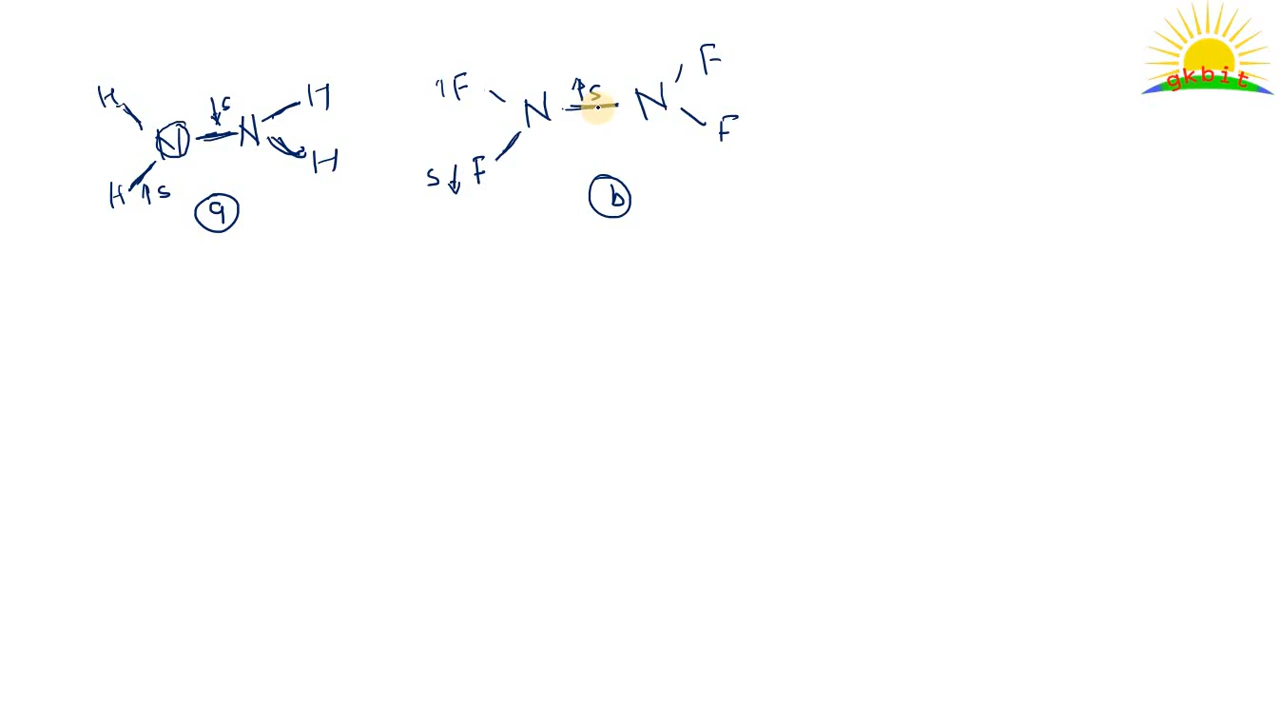 H N ↓s N H
H ↑s H
a
↑F N ↑s N F
s↓ F F
b
gkbit